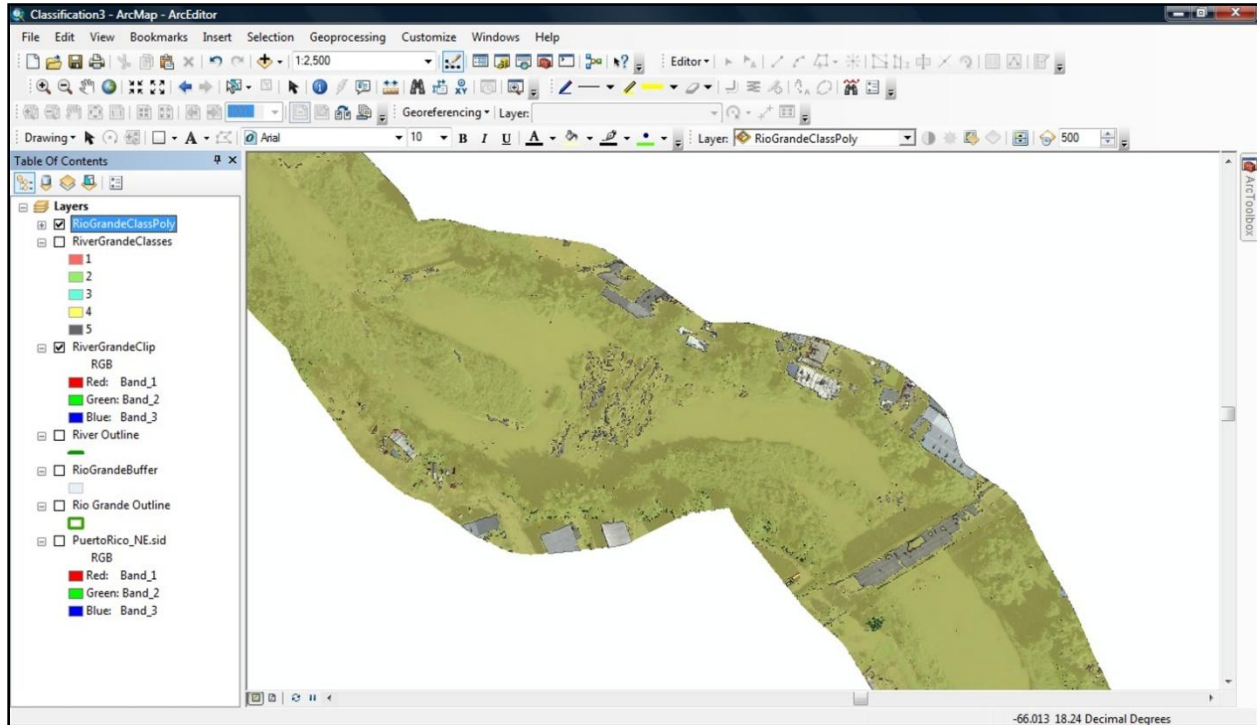 Classification3 - ArcMap - ArcEditor
File Edit View Bookmarks Insert Selection Geoprocessing Customize Windows Help
1:2,500 Editor
Georeferencing Layer:
Drawing A Arial 10 B I U A Layer: RioGrandeClassPoly 500
Table Of Contents
Layers
RioGrandeClassPoly
RiverGrandeClasses
1
2
3
4
5
RiverGrandeClip
RGB
Red: Band_1
Green: Band_2
Blue: Band_3
River Outline
RioGrandeBuffer
Rio Grande Outline
PuertoRico_NE.sid
RGB
Red: Band_1
Green: Band_2
Blue: Band_3
ArcToolbox
-66.013 18.24 Decimal Degrees